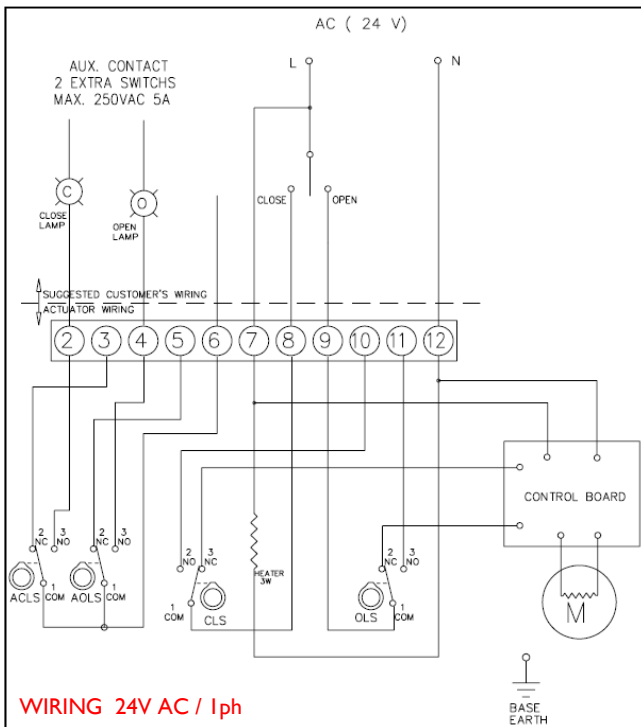 AC ( 24 V)
L
N
AUX. CONTACT
2 EXTRA SWITCHS
MAX. 250VAC 5A
C
CLOSE
LAMP
O
OPEN
LAMP
CLOSE
OPEN
SUGGESTED CUSTOMER'S WIRING
ACTUATOR WIRING
2 3 4 5 6 7 8 9 10 11 12
CONTROL BOARD
2
NC
3
NO
1
COM
ACLS
2
NC
3
NO
1
COM
AOLS
2
NO
3
NC
1
COM
CLS
HEATER
3W
2
NC
3
NO
1
COM
OLS
M
BASE
EARTH
WIRING 24V AC / 1ph